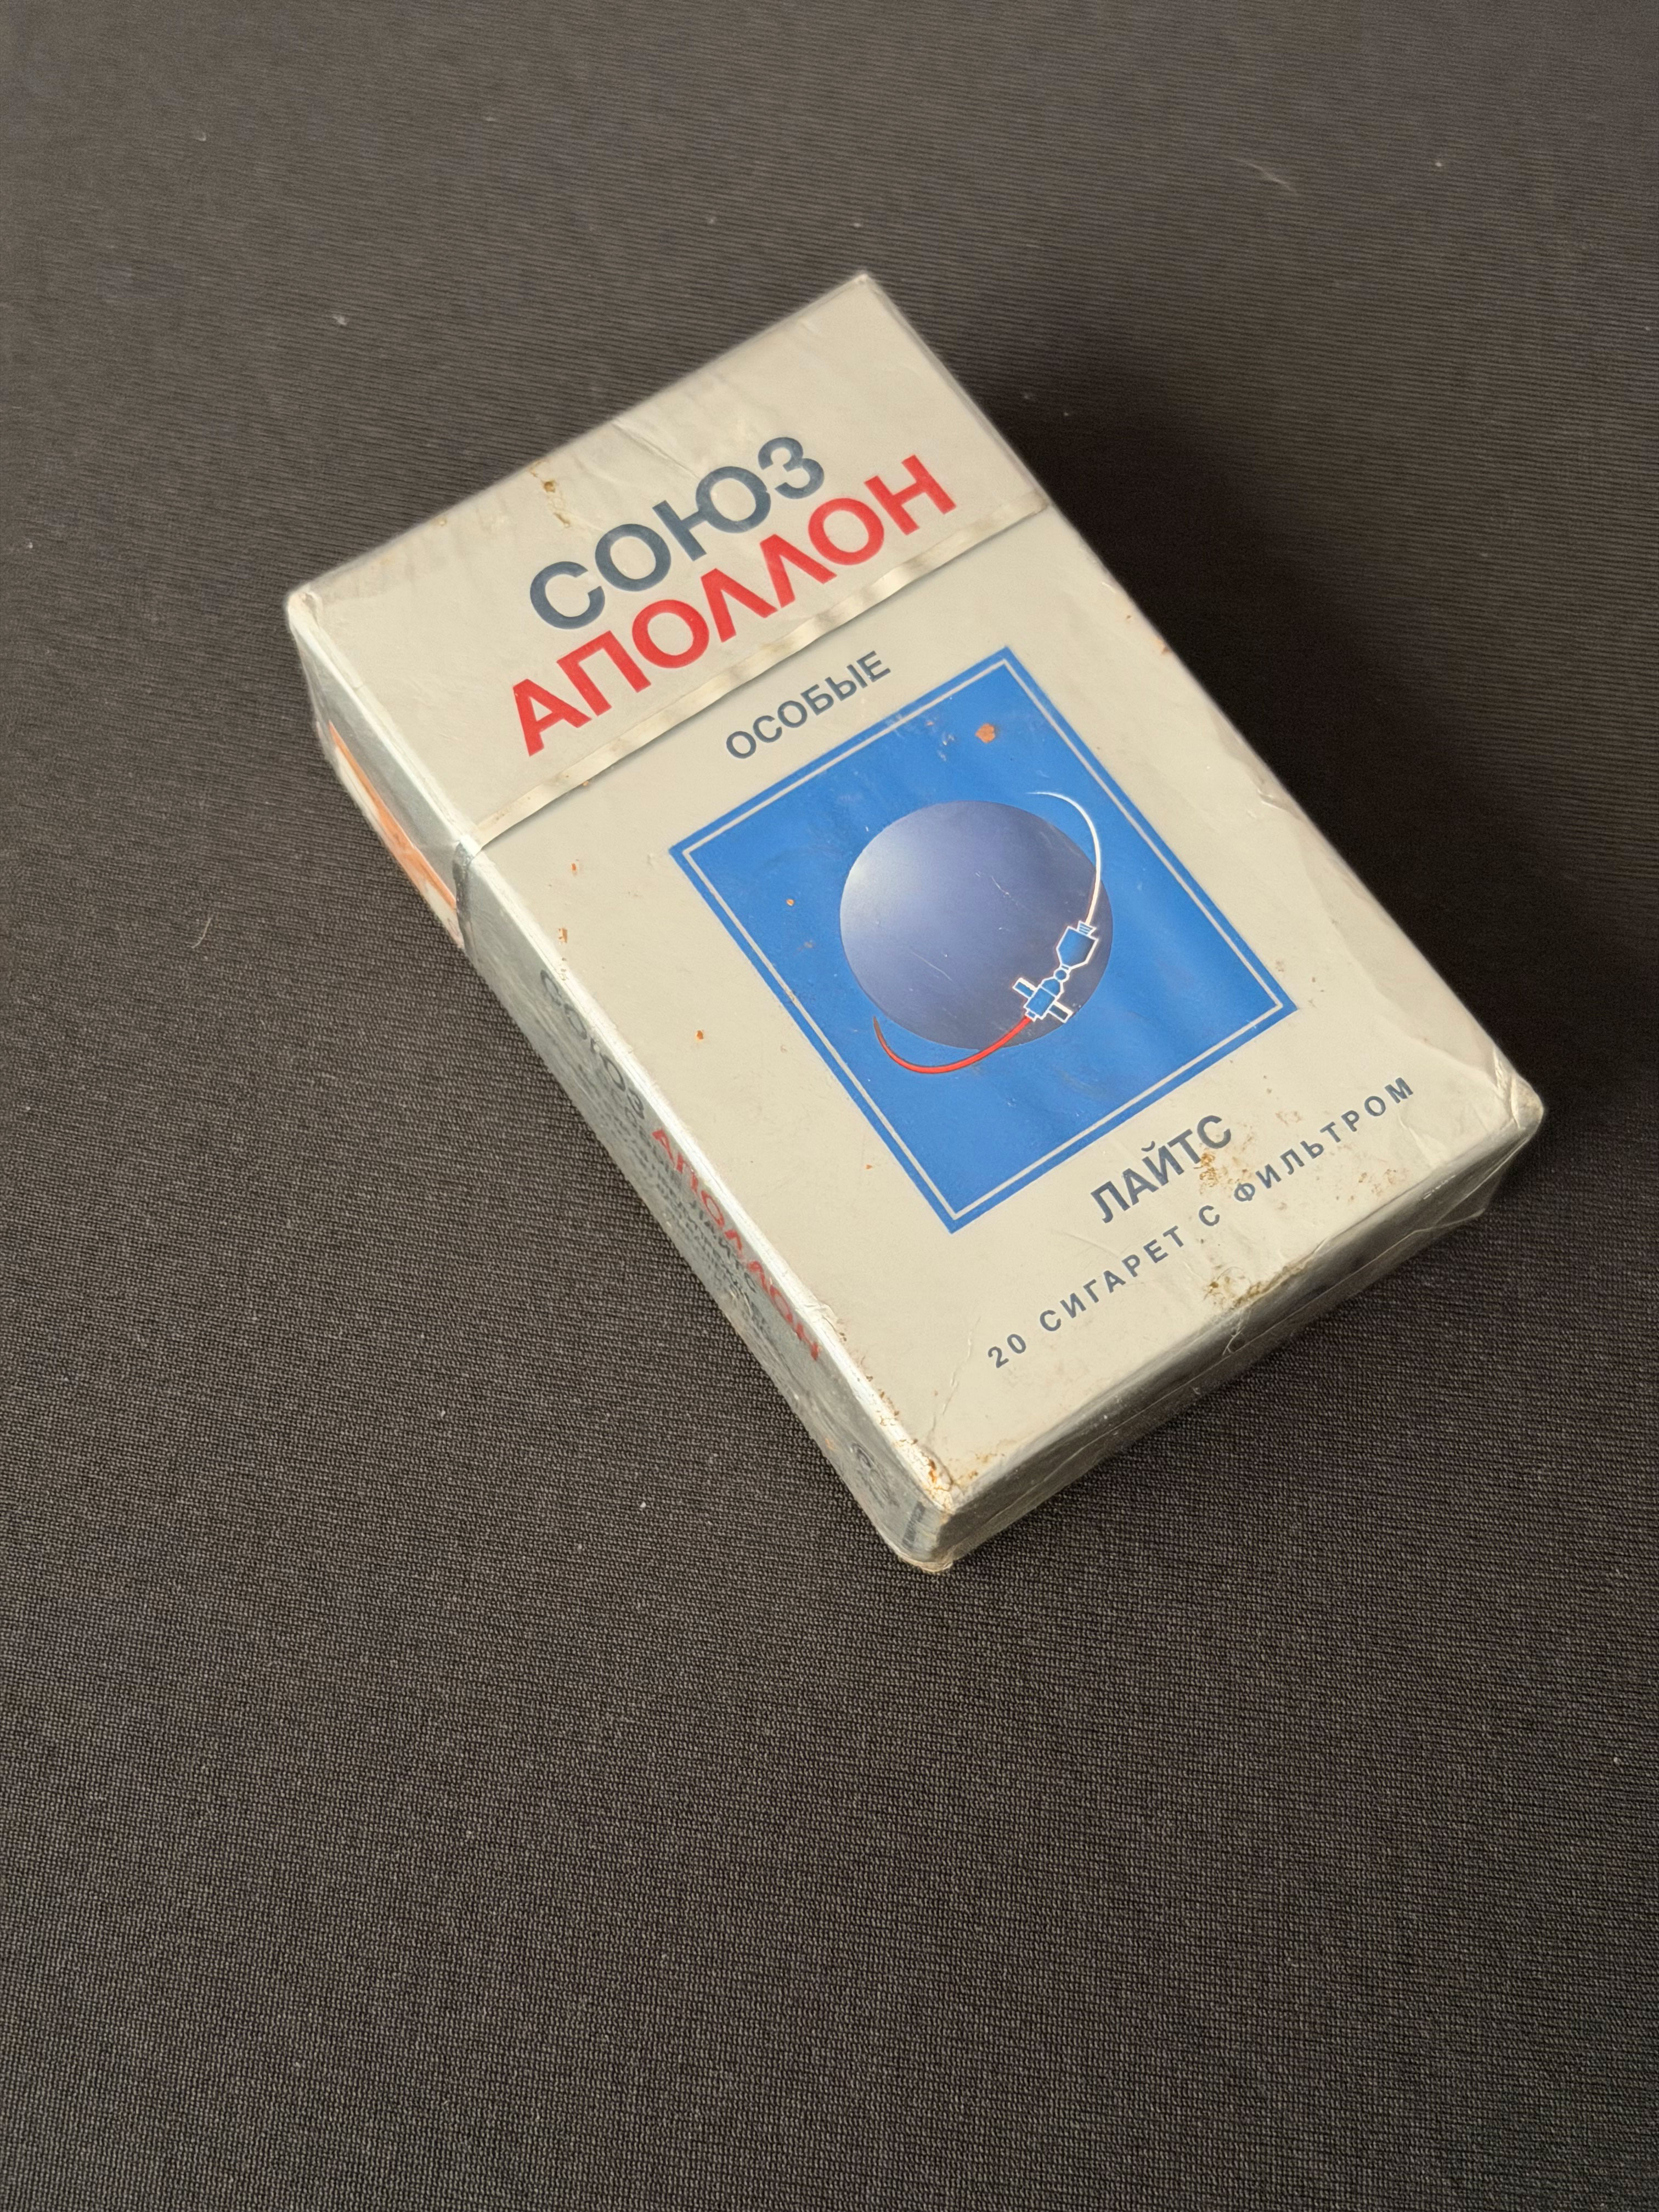 СОЮЗ
АПОЛЛОН
ОСОБЫЕ
ЛАЙТС
20 СИГАРЕТ С ФИЛЬТРОМ
СОЮЗ АПОЛЛОН